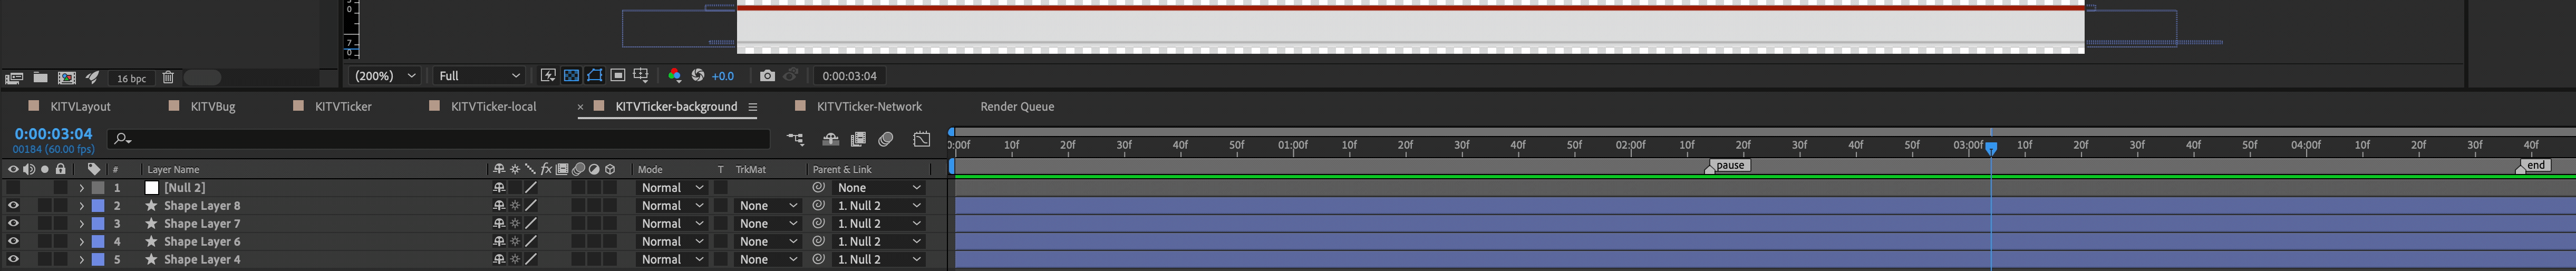 0
7
0
16 bpc
(200%)
Full
+0.0
0:00:03:04
KITVLayout
KITVBug
KITVTicker
KITVTicker-local
× KITVTicker-background
KITVTicker-Network
Render Queue
0:00:03:04
00184 (60.00 fps)
0:00f 10f 20f 30f 40f 50f 01:00f 10f 20f 30f 40f 50f 02:00f 10f 20f 30f 40f 50f 03:00f 10f 20f 30f 40f 50f 04:00f 10f 20f 30f 40f
pause end
# Layer Name fx Mode T TrkMat Parent & Link
1 [Null 2] Normal None
2 Shape Layer 8 Normal None 1. Null 2
3 Shape Layer 7 Normal None 1. Null 2
4 Shape Layer 6 Normal None 1. Null 2
5 Shape Layer 4 Normal None 1. Null 2